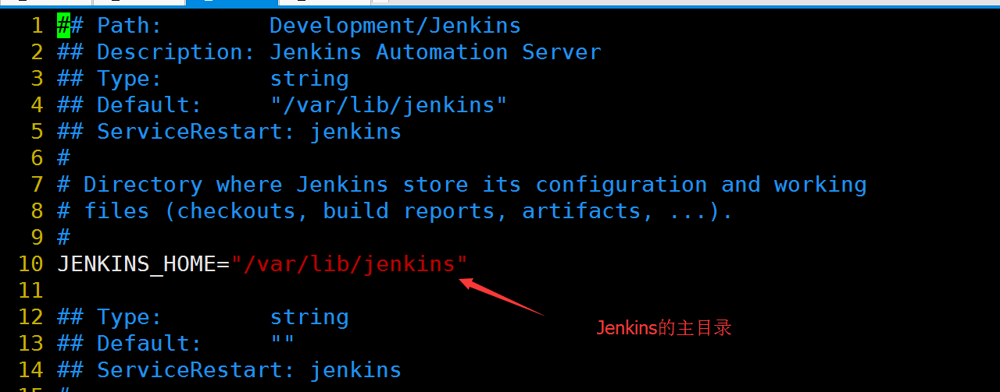 1 ## Path:        Development/Jenkins
2 ## Description: Jenkins Automation Server
3 ## Type:        string
4 ## Default:     "/var/lib/jenkins"
5 ## ServiceRestart: jenkins
6 #
7 # Directory where Jenkins store its configuration and working
8 # files (checkouts, build reports, artifacts, ...).
9 #
10 JENKINS_HOME="/var/lib/jenkins"
11
12 ## Type:        string
Jenkins的主目录
13 ## Default:     ""
14 ## ServiceRestart: jenkins
15 #